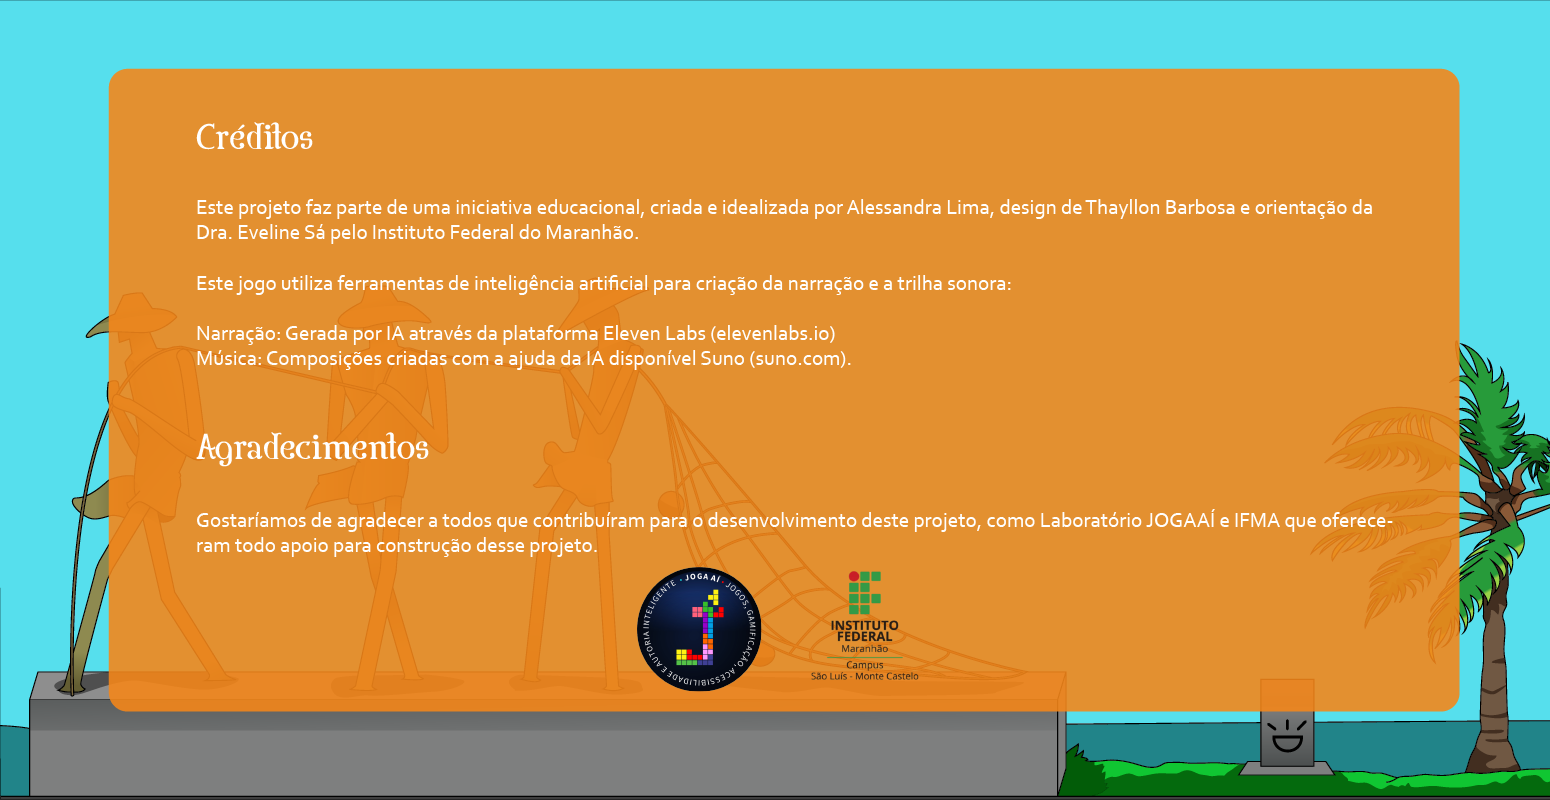 Créditos
Este projeto faz parte de uma iniciativa educacional, criada e idealizada por Alessandra Lima, design de Thayllon Barbosa e orientação da
Dra. Eveline Sá pelo Instituto Federal do Maranhão.
Este jogo utiliza ferramentas de inteligência artificial para criação da narração e a trilha sonora:
Narração: Gerada por IA através da plataforma Eleven Labs (elevenlabs.io)
Música: Composições criadas com a ajuda da IA disponível Suno (suno.com).
Agradecimentos
Gostaríamos de agradecer a todos que contribuíram para o desenvolvimento deste projeto, como Laboratório JOGAAÍ e IFMA que oferece-
ram todo apoio para construção desse projeto.
· JOGA AÍ · JOGOS, GAMIFICAÇÃO, ACESSIBILIDADE E AUTORIA INTELIGENTE
INSTITUTO
FEDERAL
Maranhão
Campus
São Luís - Monte Castelo